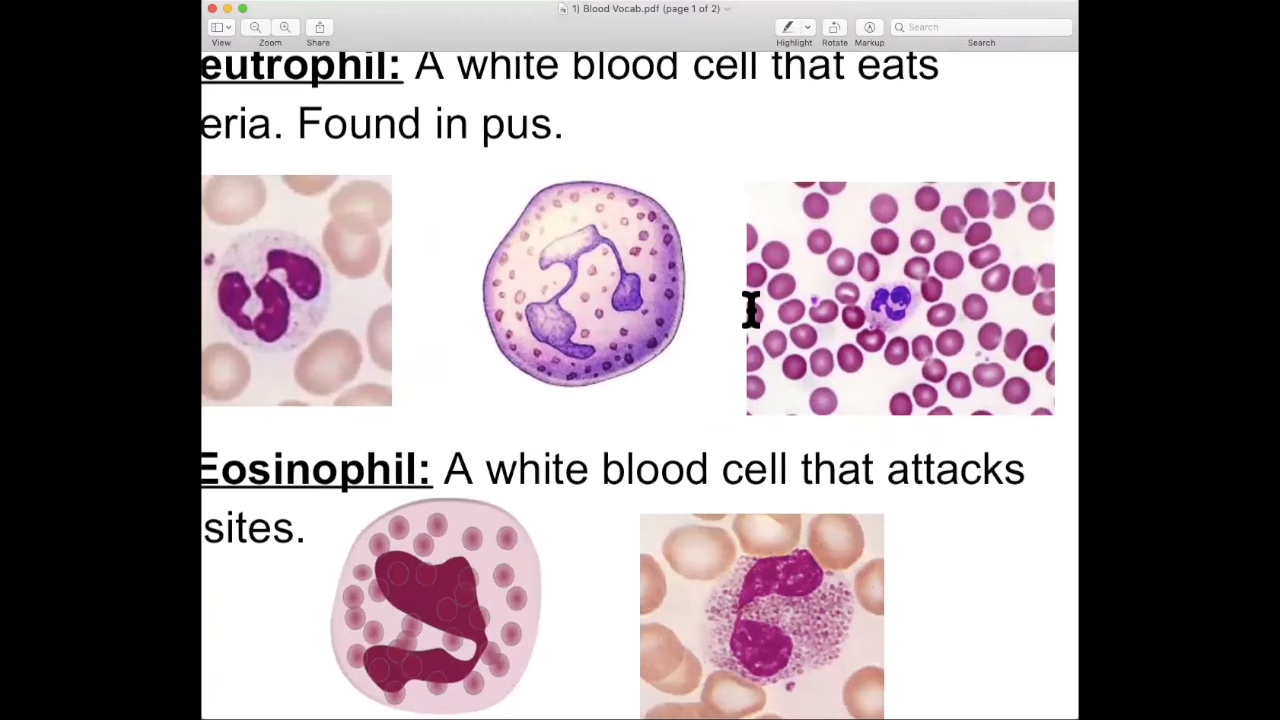 1) Blood Vocab.pdf (page 1 of 2)
View Zoom Share Highlight Rotate Markup Search
Search
eutrophil: A white blood cell that eats
eria. Found in pus.
Eosinophil: A white blood cell that attacks
sites.